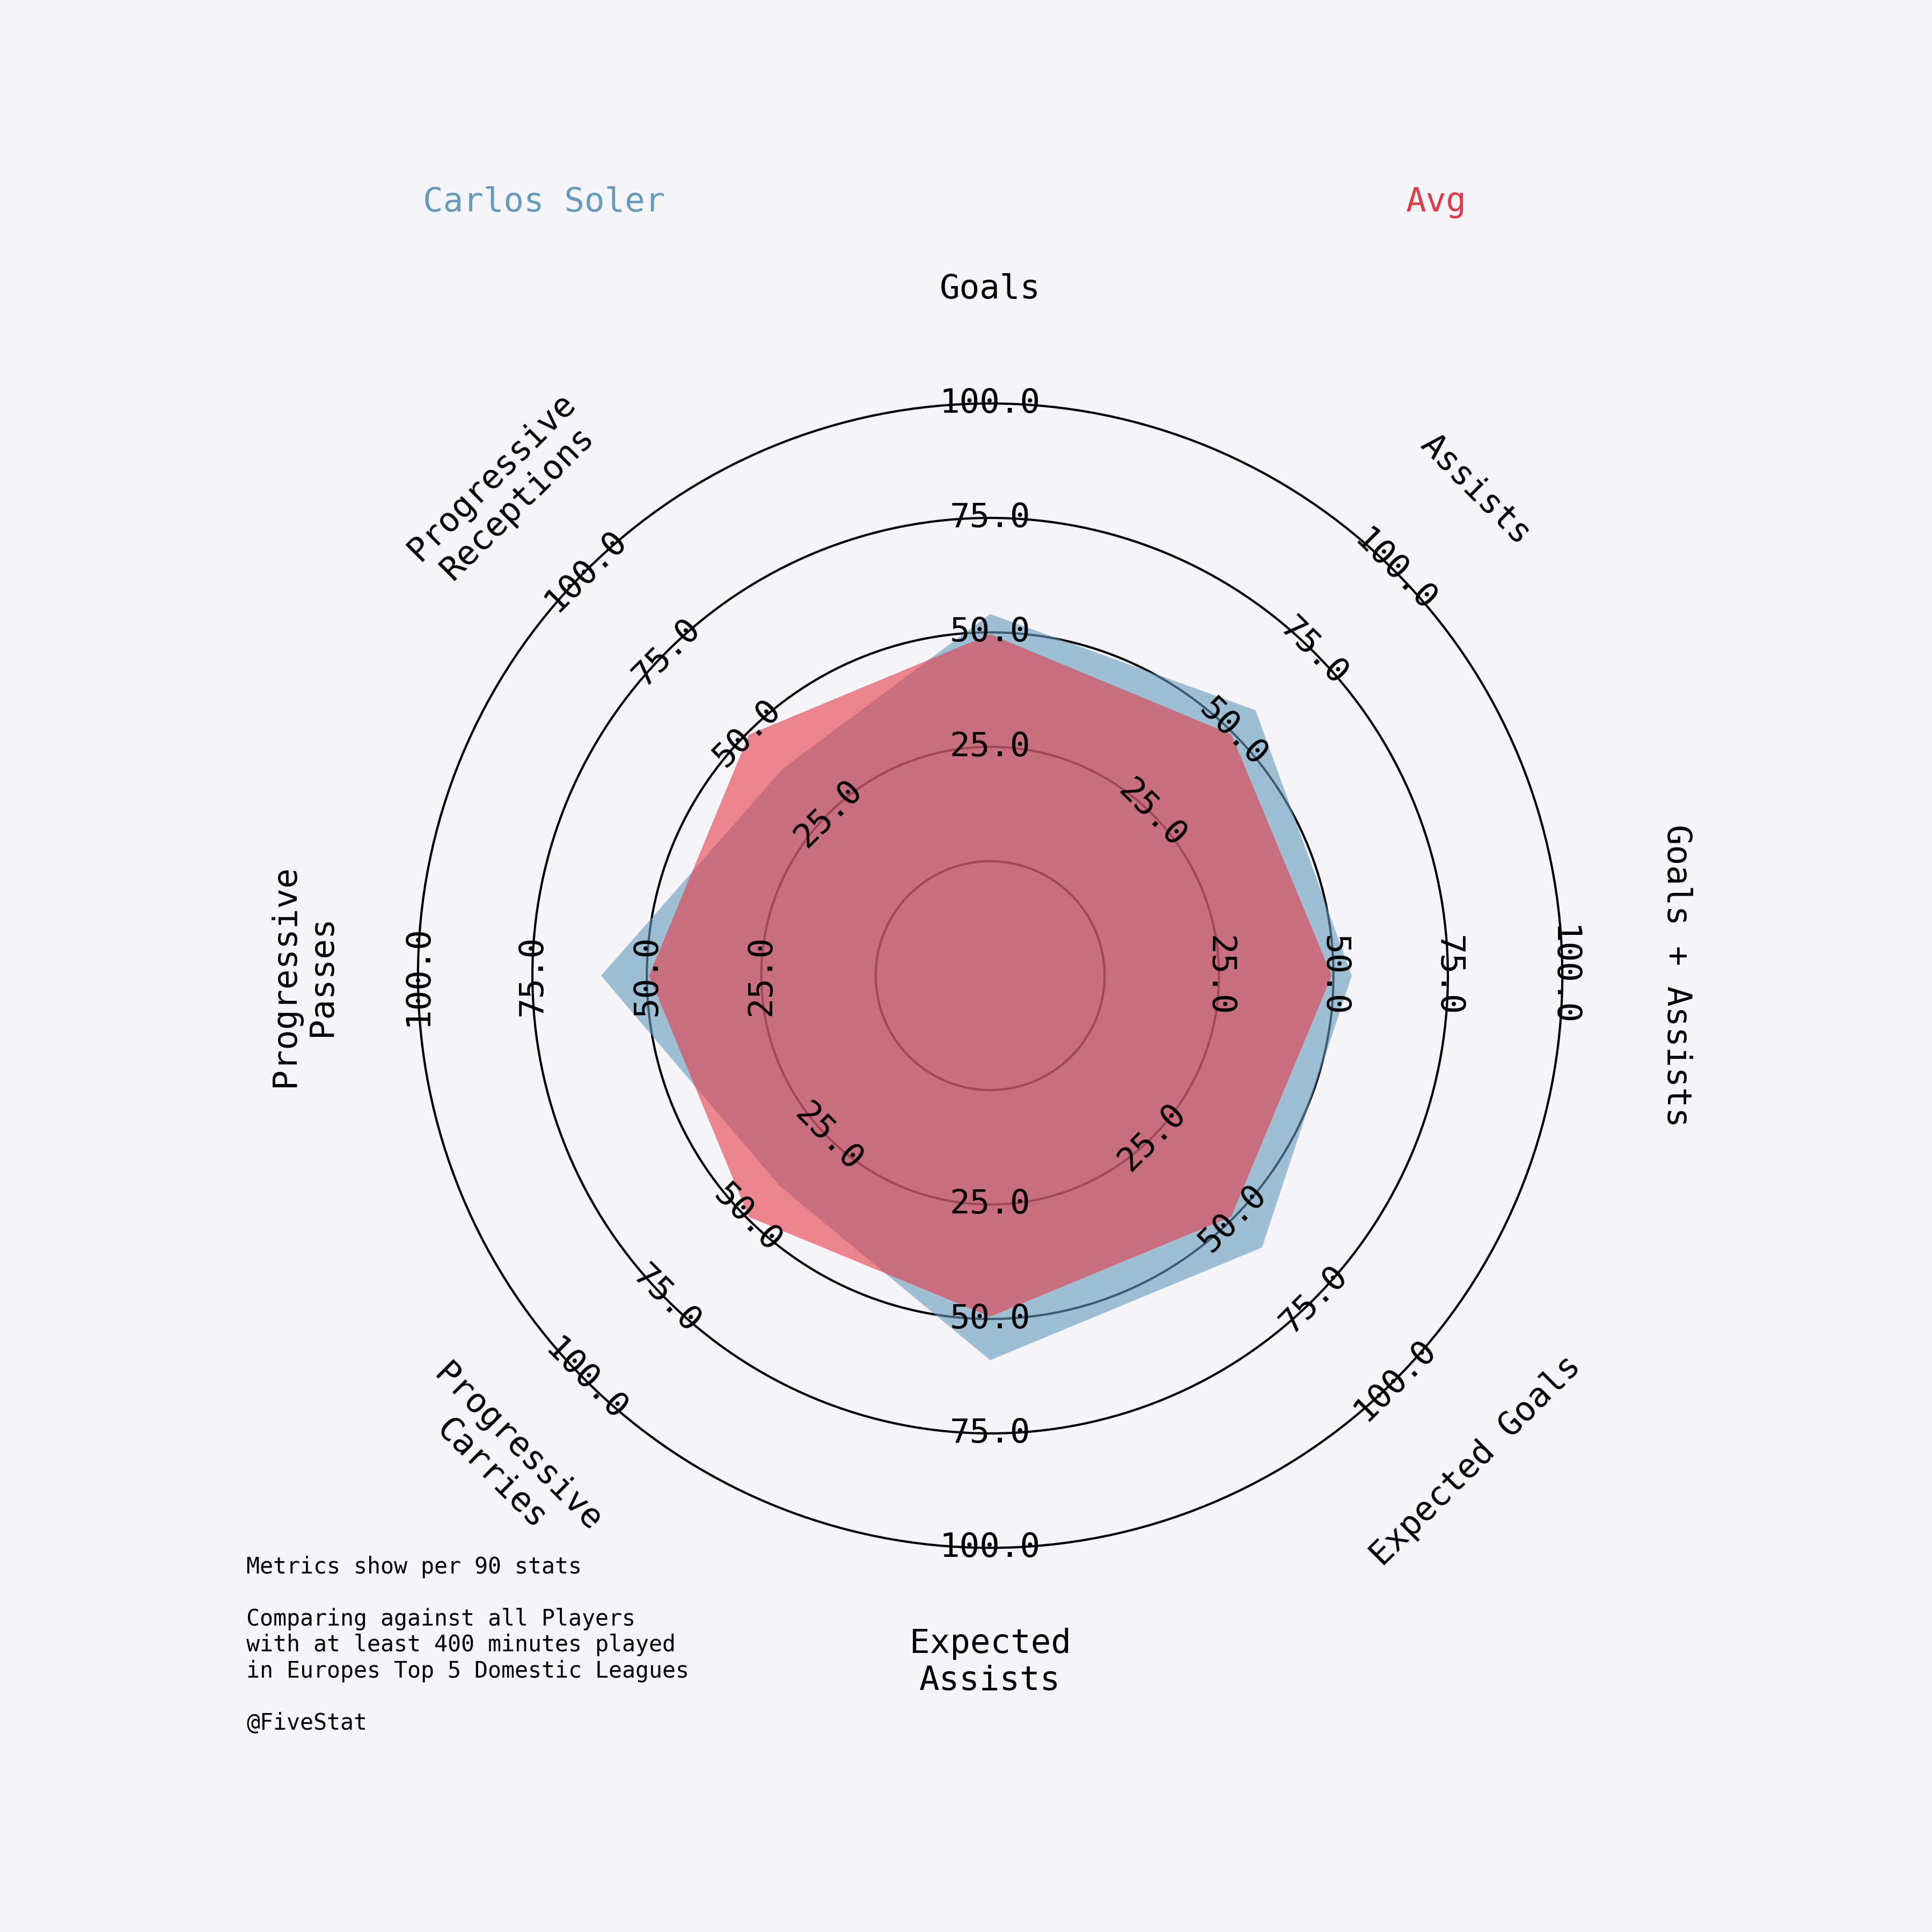 Carlos Soler
Avg
Goals
Assists
Goals + Assists
Expected Goals
Expected
Assists
Progressive
Carries
Progressive
Passes
Progressive
Receptions
25.0
50.0
75.0
100.0
25.0
50.0
75.0
100.0
25.0
50.0
75.0
100.0
25.0
50.0
75.0
100.0
25.0
50.0
75.0
100.0
25.0
50.0
75.0
100.0
25.0
50.0
75.0
100.0
25.0
50.0
75.0
100.0
Metrics show per 90 stats
Comparing against all Players
with at least 400 minutes played
in Europes Top 5 Domestic Leagues
@FiveStat